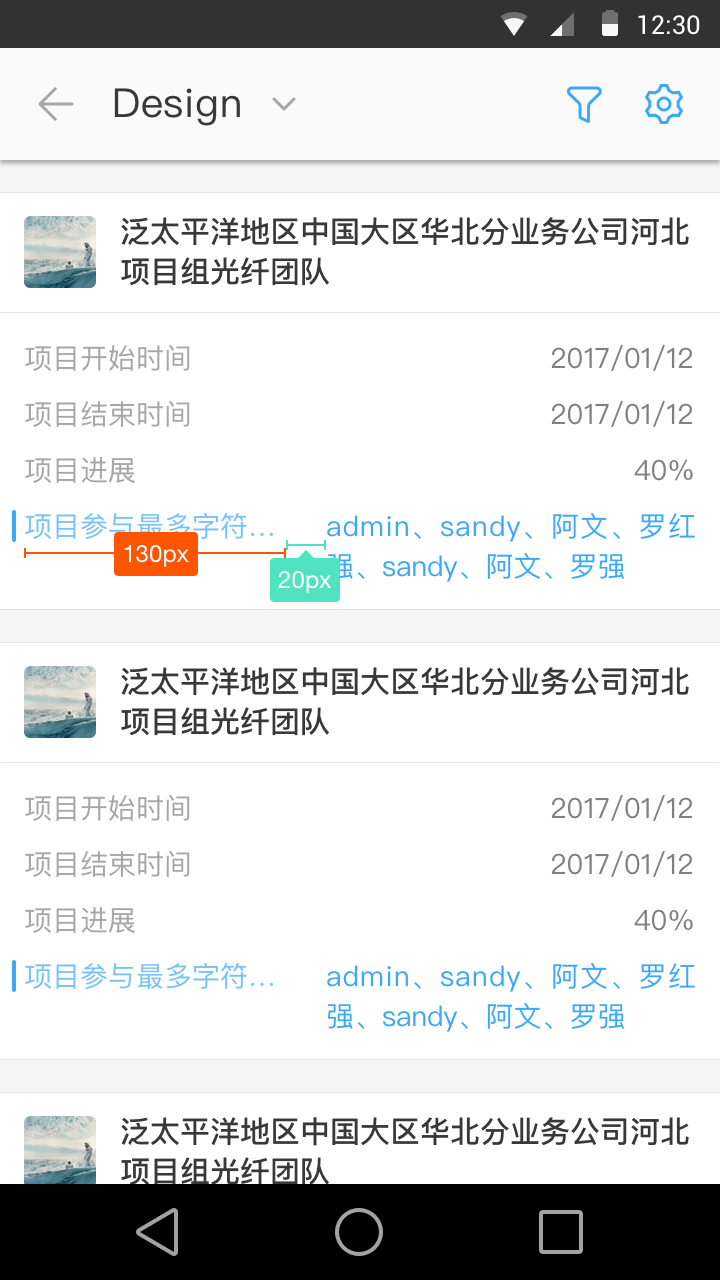 12:30
Design
泛太平洋地区中国大区华北分业务公司河北
项目组光纤团队
项目开始时间 2017/01/12
项目结束时间 2017/01/12
项目进展 40%
项目参与最多字符... admin、sandy、阿文、罗红
130px 强、sandy、阿文、罗强
20px
泛太平洋地区中国大区华北分业务公司河北
项目组光纤团队
项目开始时间 2017/01/12
项目结束时间 2017/01/12
项目进展 40%
项目参与最多字符... admin、sandy、阿文、罗红
强、sandy、阿文、罗强
泛太平洋地区中国大区华北分业务公司河北
项目组光纤团队